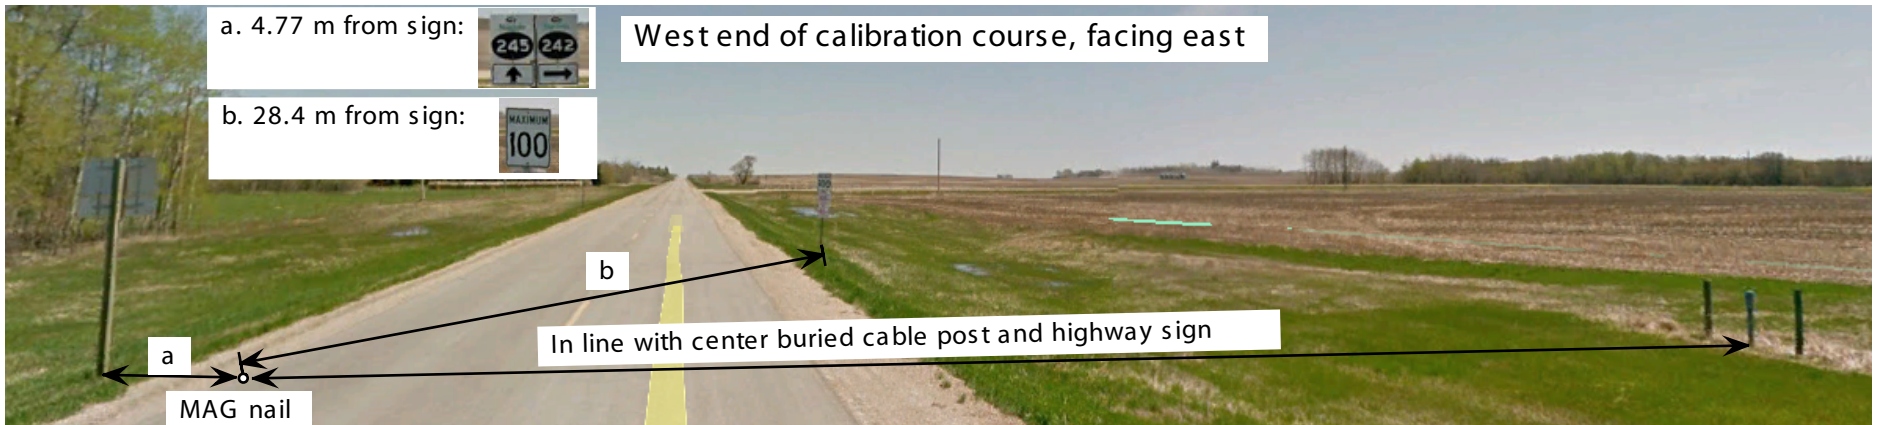 a. 4.77 m from sign:
245 242
b. 28.4 m from sign:
MAXIMUM
100
West end of calibration course, facing east
b
In line with center buried cable post and highway sign
a
MAG nail